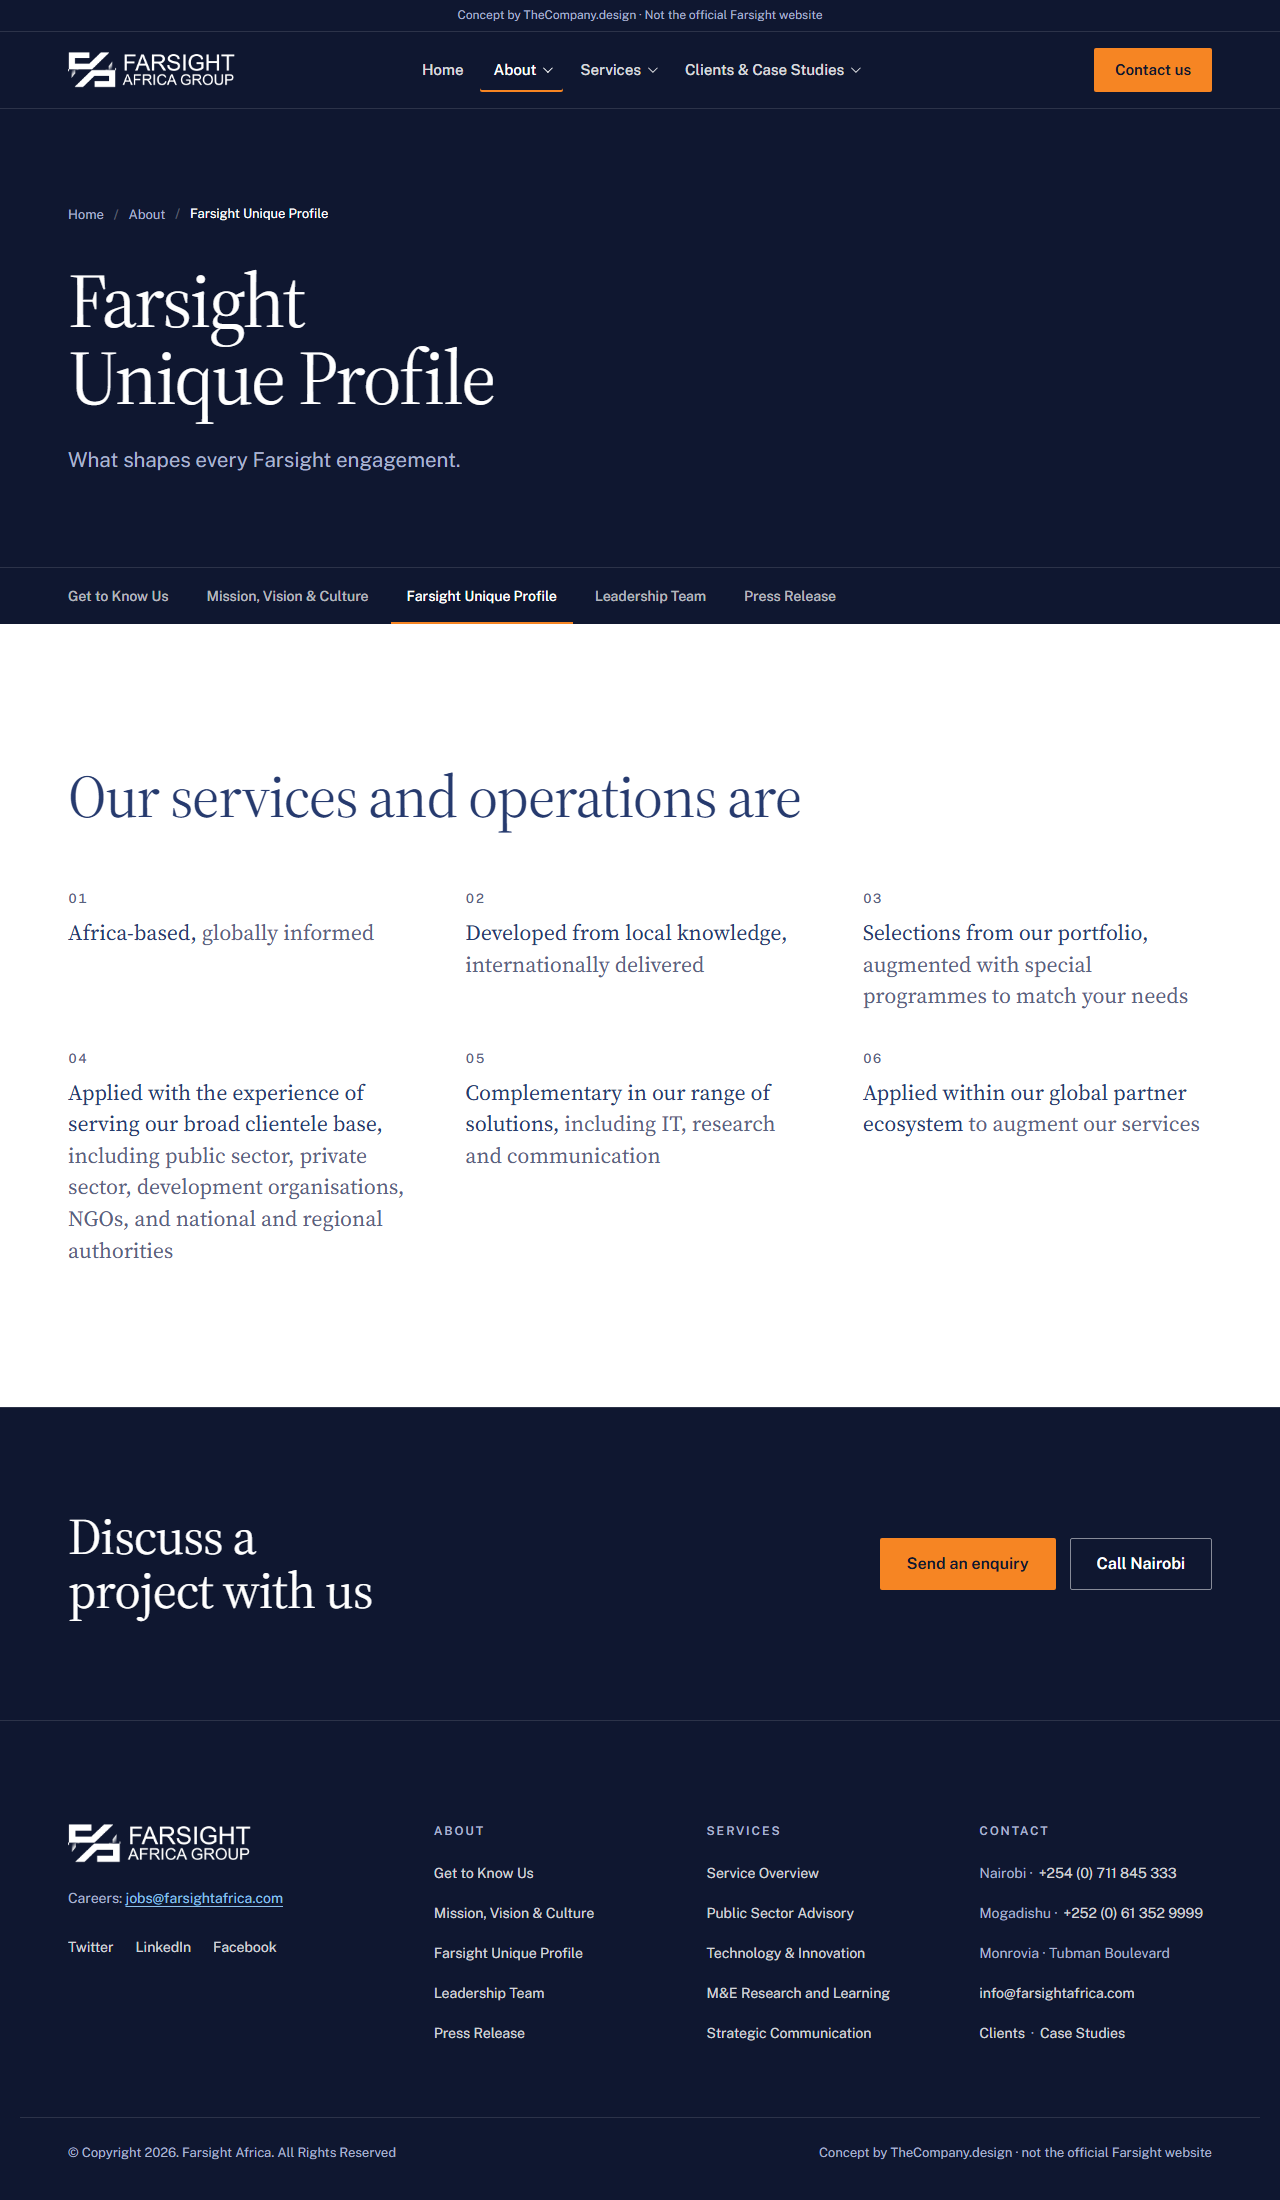 Concept by TheCompany.design · Not the official Farsight website
FARSIGHT
AFRICA GROUP
Home
About
Services
Clients & Case Studies
Contact us
Home / About / Farsight Unique Profile
Farsight
Unique Profile
What shapes every Farsight engagement.
Get to Know Us
Mission, Vision & Culture
Farsight Unique Profile
Leadership Team
Press Release
Our services and operations are
01
Africa-based, globally informed
02
Developed from local knowledge,
internationally delivered
03
Selections from our portfolio,
augmented with special
programmes to match your needs
04
Applied with the experience of
serving our broad clientele base,
including public sector, private
sector, development organisations,
NGOs, and national and regional
authorities
05
Complementary in our range of
solutions, including IT, research
and communication
06
Applied within our global partner
ecosystem to augment our services
Discuss a
project with us
Send an enquiry
Call Nairobi
FARSIGHT
AFRICA GROUP
Careers: jobs@farsightafrica.com
Twitter
LinkedIn
Facebook
ABOUT
Get to Know Us
Mission, Vision & Culture
Farsight Unique Profile
Leadership Team
Press Release
SERVICES
Service Overview
Public Sector Advisory
Technology & Innovation
M&E Research and Learning
Strategic Communication
CONTACT
Nairobi · +254 (0) 711 845 333
Mogadishu · +252 (0) 61 352 9999
Monrovia · Tubman Boulevard
info@farsightafrica.com
Clients · Case Studies
© Copyright 2026. Farsight Africa. All Rights Reserved
Concept by TheCompany.design · not the official Farsight website